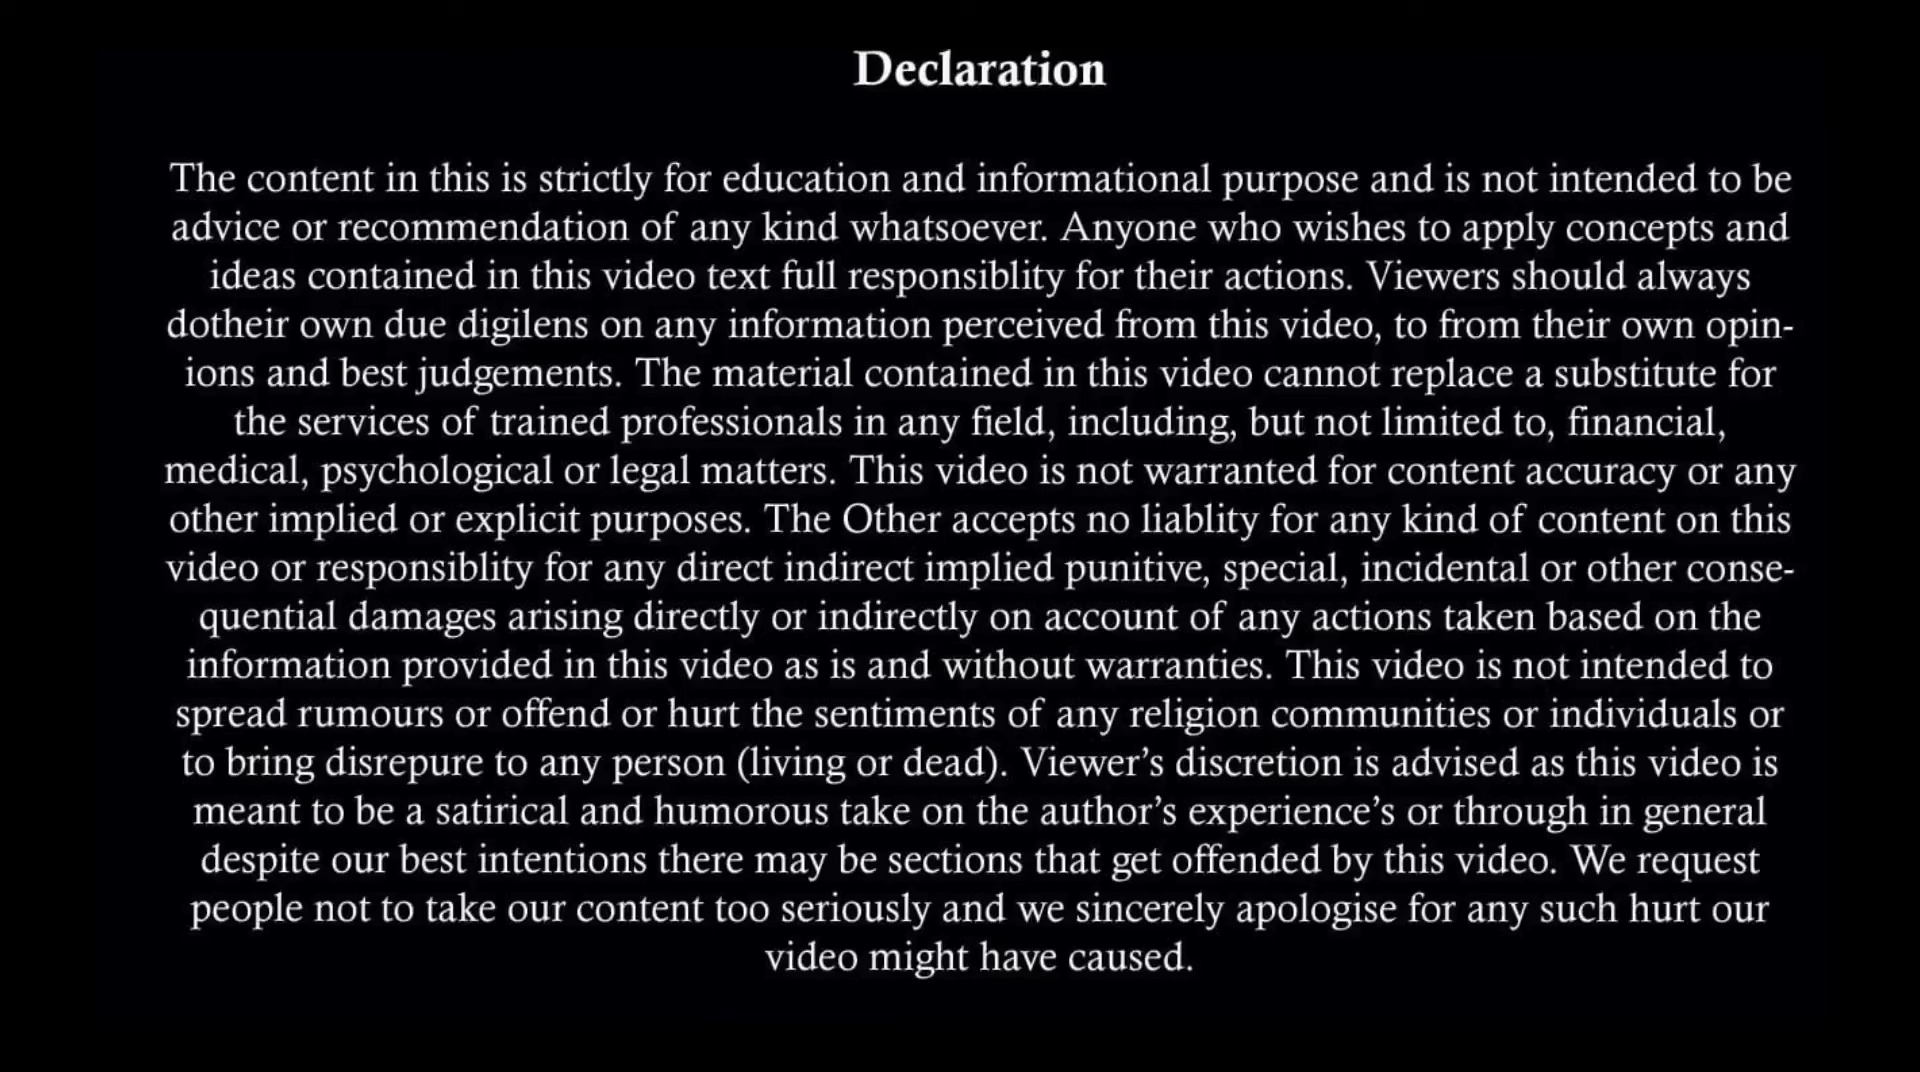 Declaration
The content in this is strictly for education and informational purpose and is not intended to be
advice or recommendation of any kind whatsoever. Anyone who wishes to apply concepts and
ideas contained in this video text full responsiblity for their actions. Viewers should always
dotheir own due digilens on any information perceived from this video, to from their own opin-
ions and best judgements. The material contained in this video cannot replace a substitute for
the services of trained professionals in any field, including, but not limited to, financial,
medical, psychological or legal matters. This video is not warranted for content accuracy or any
other implied or explicit purposes. The Other accepts no liablity for any kind of content on this
video or responsiblity for any direct indirect implied punitive, special, incidental or other conse-
quential damages arising directly or indirectly on account of any actions taken based on the
information provided in this video as is and without warranties. This video is not intended to
spread rumours or offend or hurt the sentiments of any religion communities or individuals or
to bring disrepure to any person (living or dead). Viewer’s discretion is advised as this video is
meant to be a satirical and humorous take on the author’s experience’s or through in general
despite our best intentions there may be sections that get offended by this video. We request
people not to take our content too seriously and we sincerely apologise for any such hurt our
video might have caused.